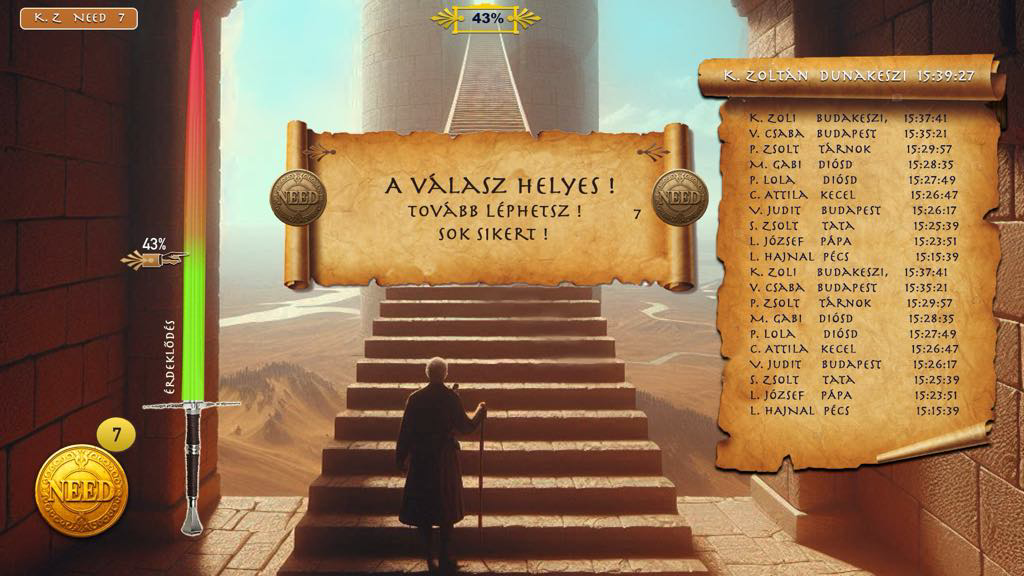 K. Z NEED 7
43%
K. ZOLTÁN DUNAKESZI 15:39:27
K. ZOLI BUDAKESZI, 15:37:41
V. CSABA BUDAPEST 15:35:21
P. ZSOLT TÁRNOK 15:29:57
M. GABI DIÓSD 15:28:35
P. LOLA DIÓSD 15:27:49
C. ATTILA KECEL 15:26:47
V. JUDIT BUDAPEST 15:26:17
S. ZSOLT TATA 15:25:39
L. JÓZSEF PÁPA 15:23:51
L. HAJNAL PÉCS 15:15:39
K. ZOLI BUDAKESZI, 15:37:41
V. CSABA BUDAPEST 15:35:21
P. ZSOLT TÁRNOK 15:29:57
M. GABI DIÓSD 15:28:35
P. LOLA DIÓSD 15:27:49
C. ATTILA KECEL 15:26:47
V. JUDIT BUDAPEST 15:26:17
S. ZSOLT TATA 15:25:39
L. JÓZSEF PÁPA 15:23:51
L. HAJNAL PÉCS 15:15:39
A VÁLASZ HELYES !
TOVÁBB LÉPHETSZ !
SOK SIKERT !
7
NEED
NEED
43%
ÉRDEKLŐDÉS
7
NEED